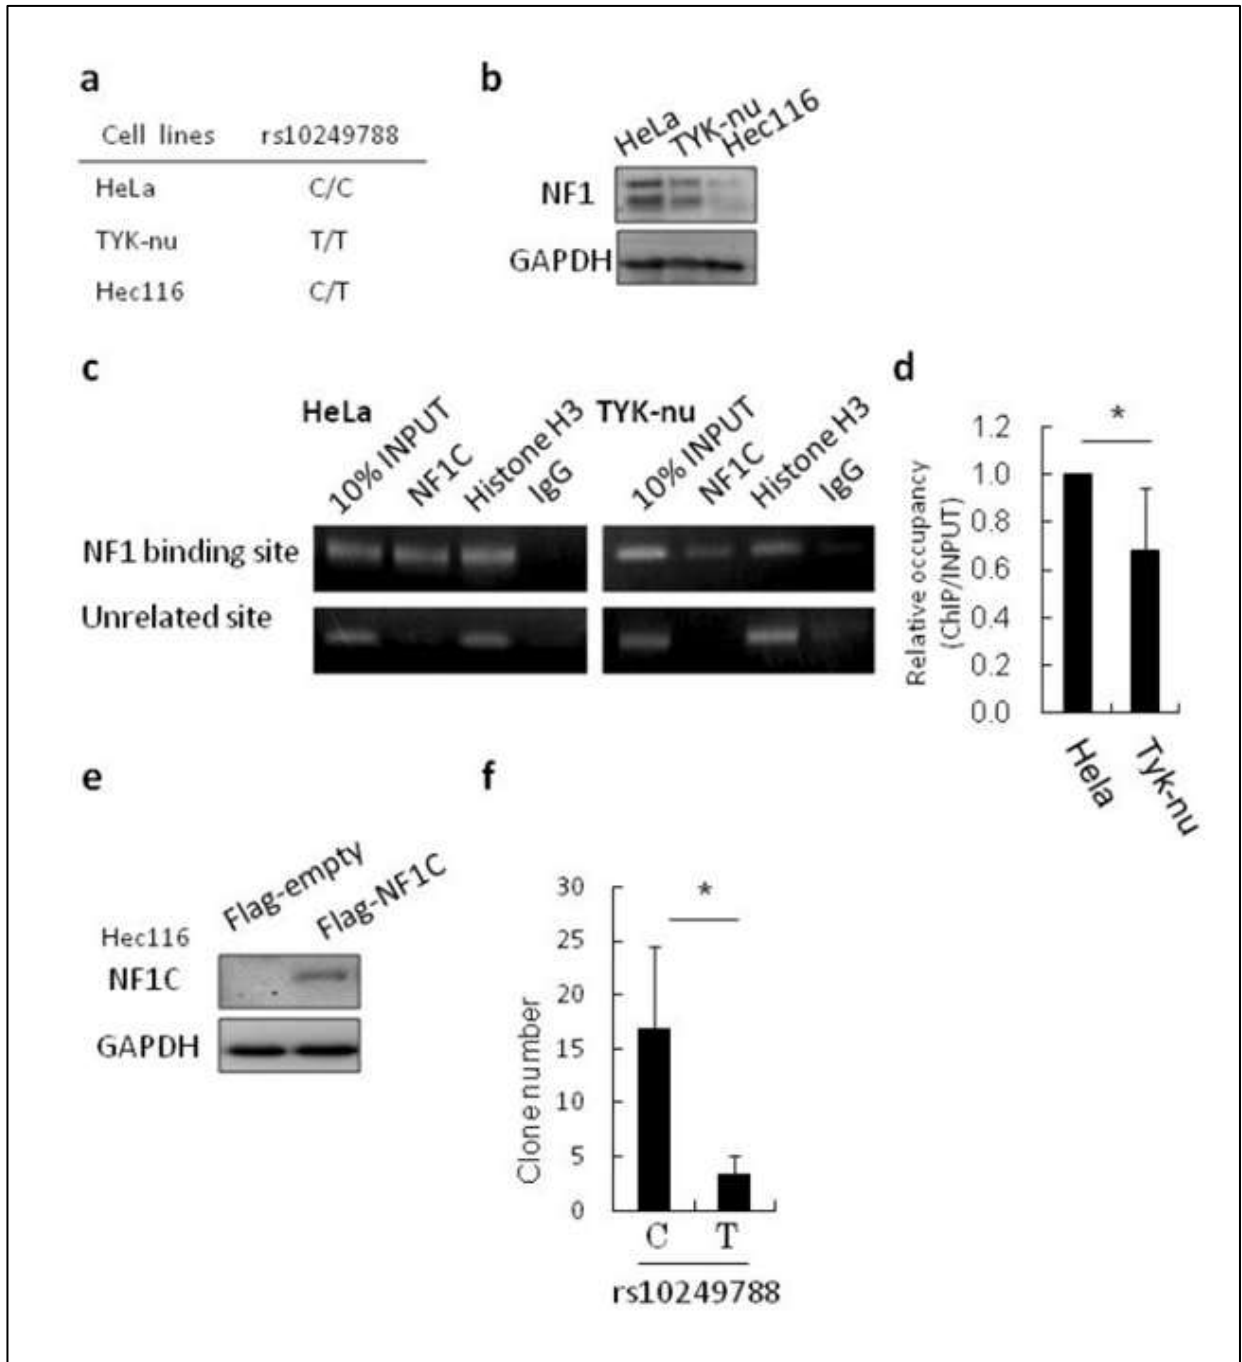 a
Cell lines rs10249788
HeLa C/C
TYK-nu T/T
Hec116 C/T
b
HeLa TYK-nu Hec116
NF1
GAPDH
c
HeLa
10% INPUT NF1C Histone H3 IgG
TYK-nu
10% INPUT NF1C Histone H3 IgG
NF1 binding site
Unrelated site
d
*
Relative occupancy
(ChIP/INPUT)
1.2
1.0
0.8
0.6
0.4
0.2
0.0
Hela Tyk-nu
e
Flag-empty Flag-NF1C
Hec116
NF1C
GAPDH
f
*
Clone number
30
25
20
15
10
5
0
C T
rs10249788